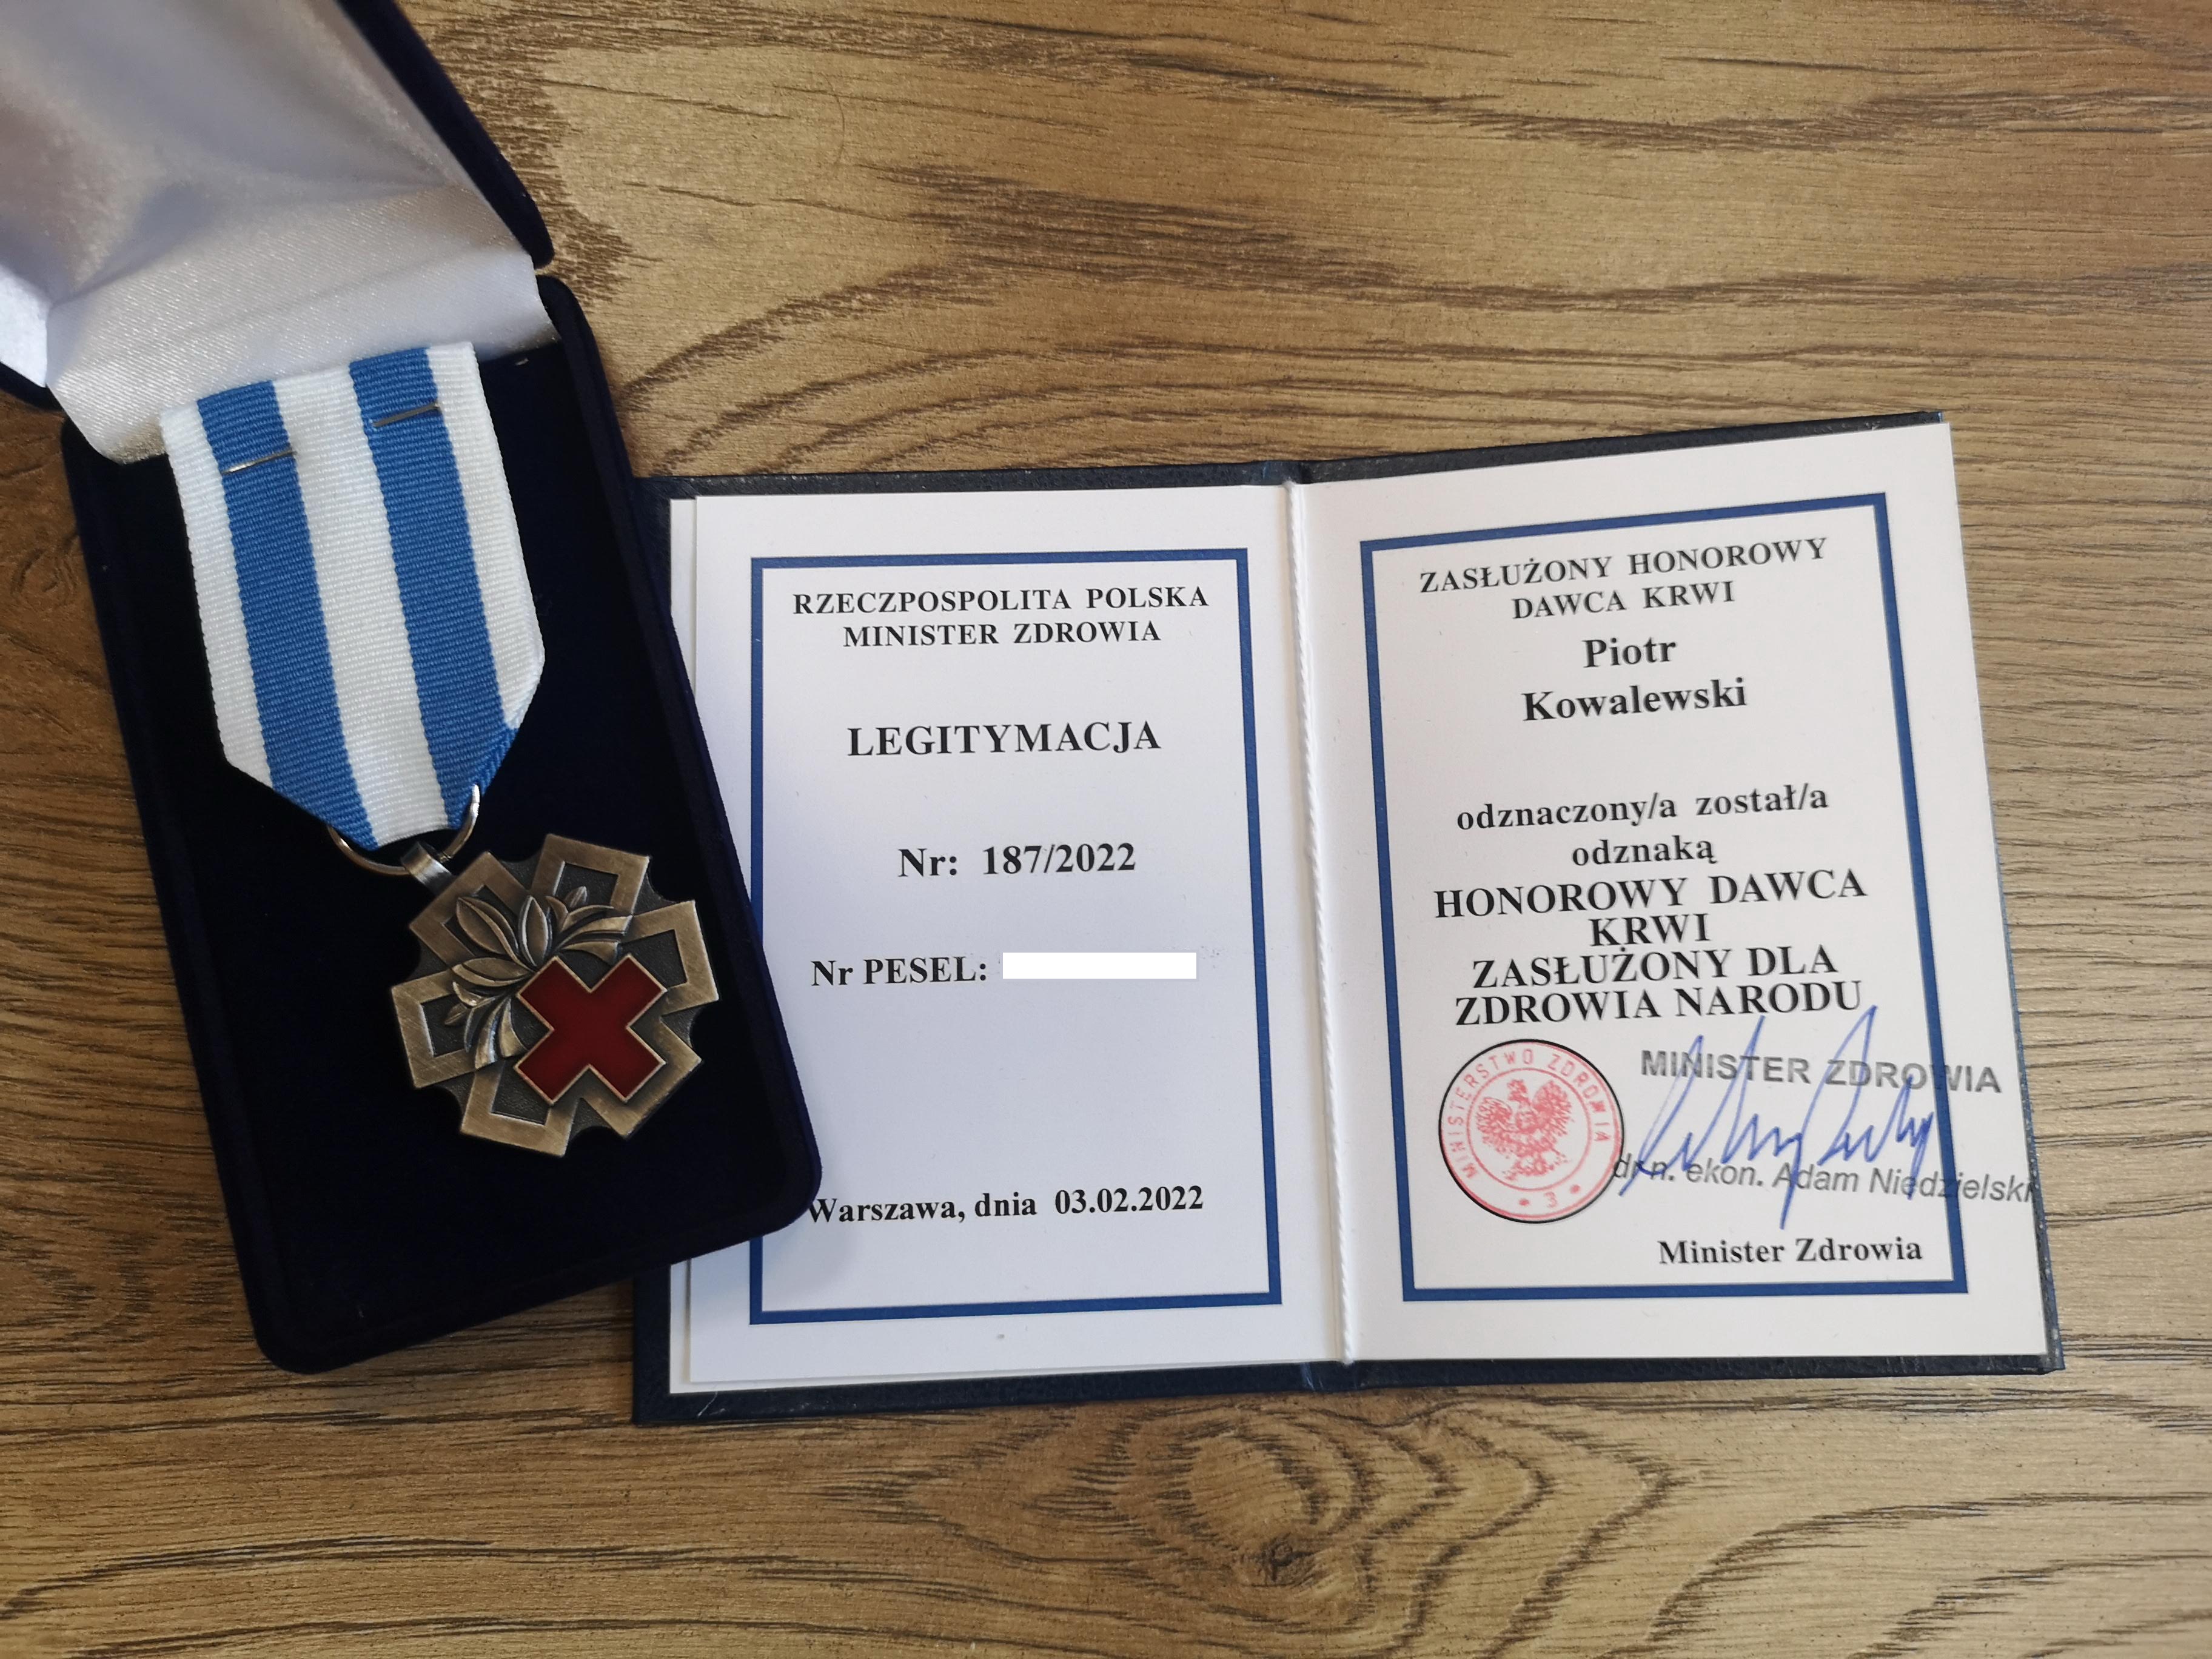 RZECZPOSPOLITA POLSKA
MINISTER ZDROWIA
LEGITYMACJA
Nr: 187/2022
Nr PESEL:
Warszawa, dnia 03.02.2022
ZASŁUŻONY HONOROWY
DAWCA KRWI
Piotr
Kowalewski
odznaczony/a został/a
odznaką
HONOROWY DAWCA
KRWI
ZASŁUŻONY DLA
ZDROWIA NARODU
MINISTERSTWO ZDROWIA
* 3 *
MINISTER ZDROWIA
dr n. ekon. Adam Niedzielski
Minister Zdrowia